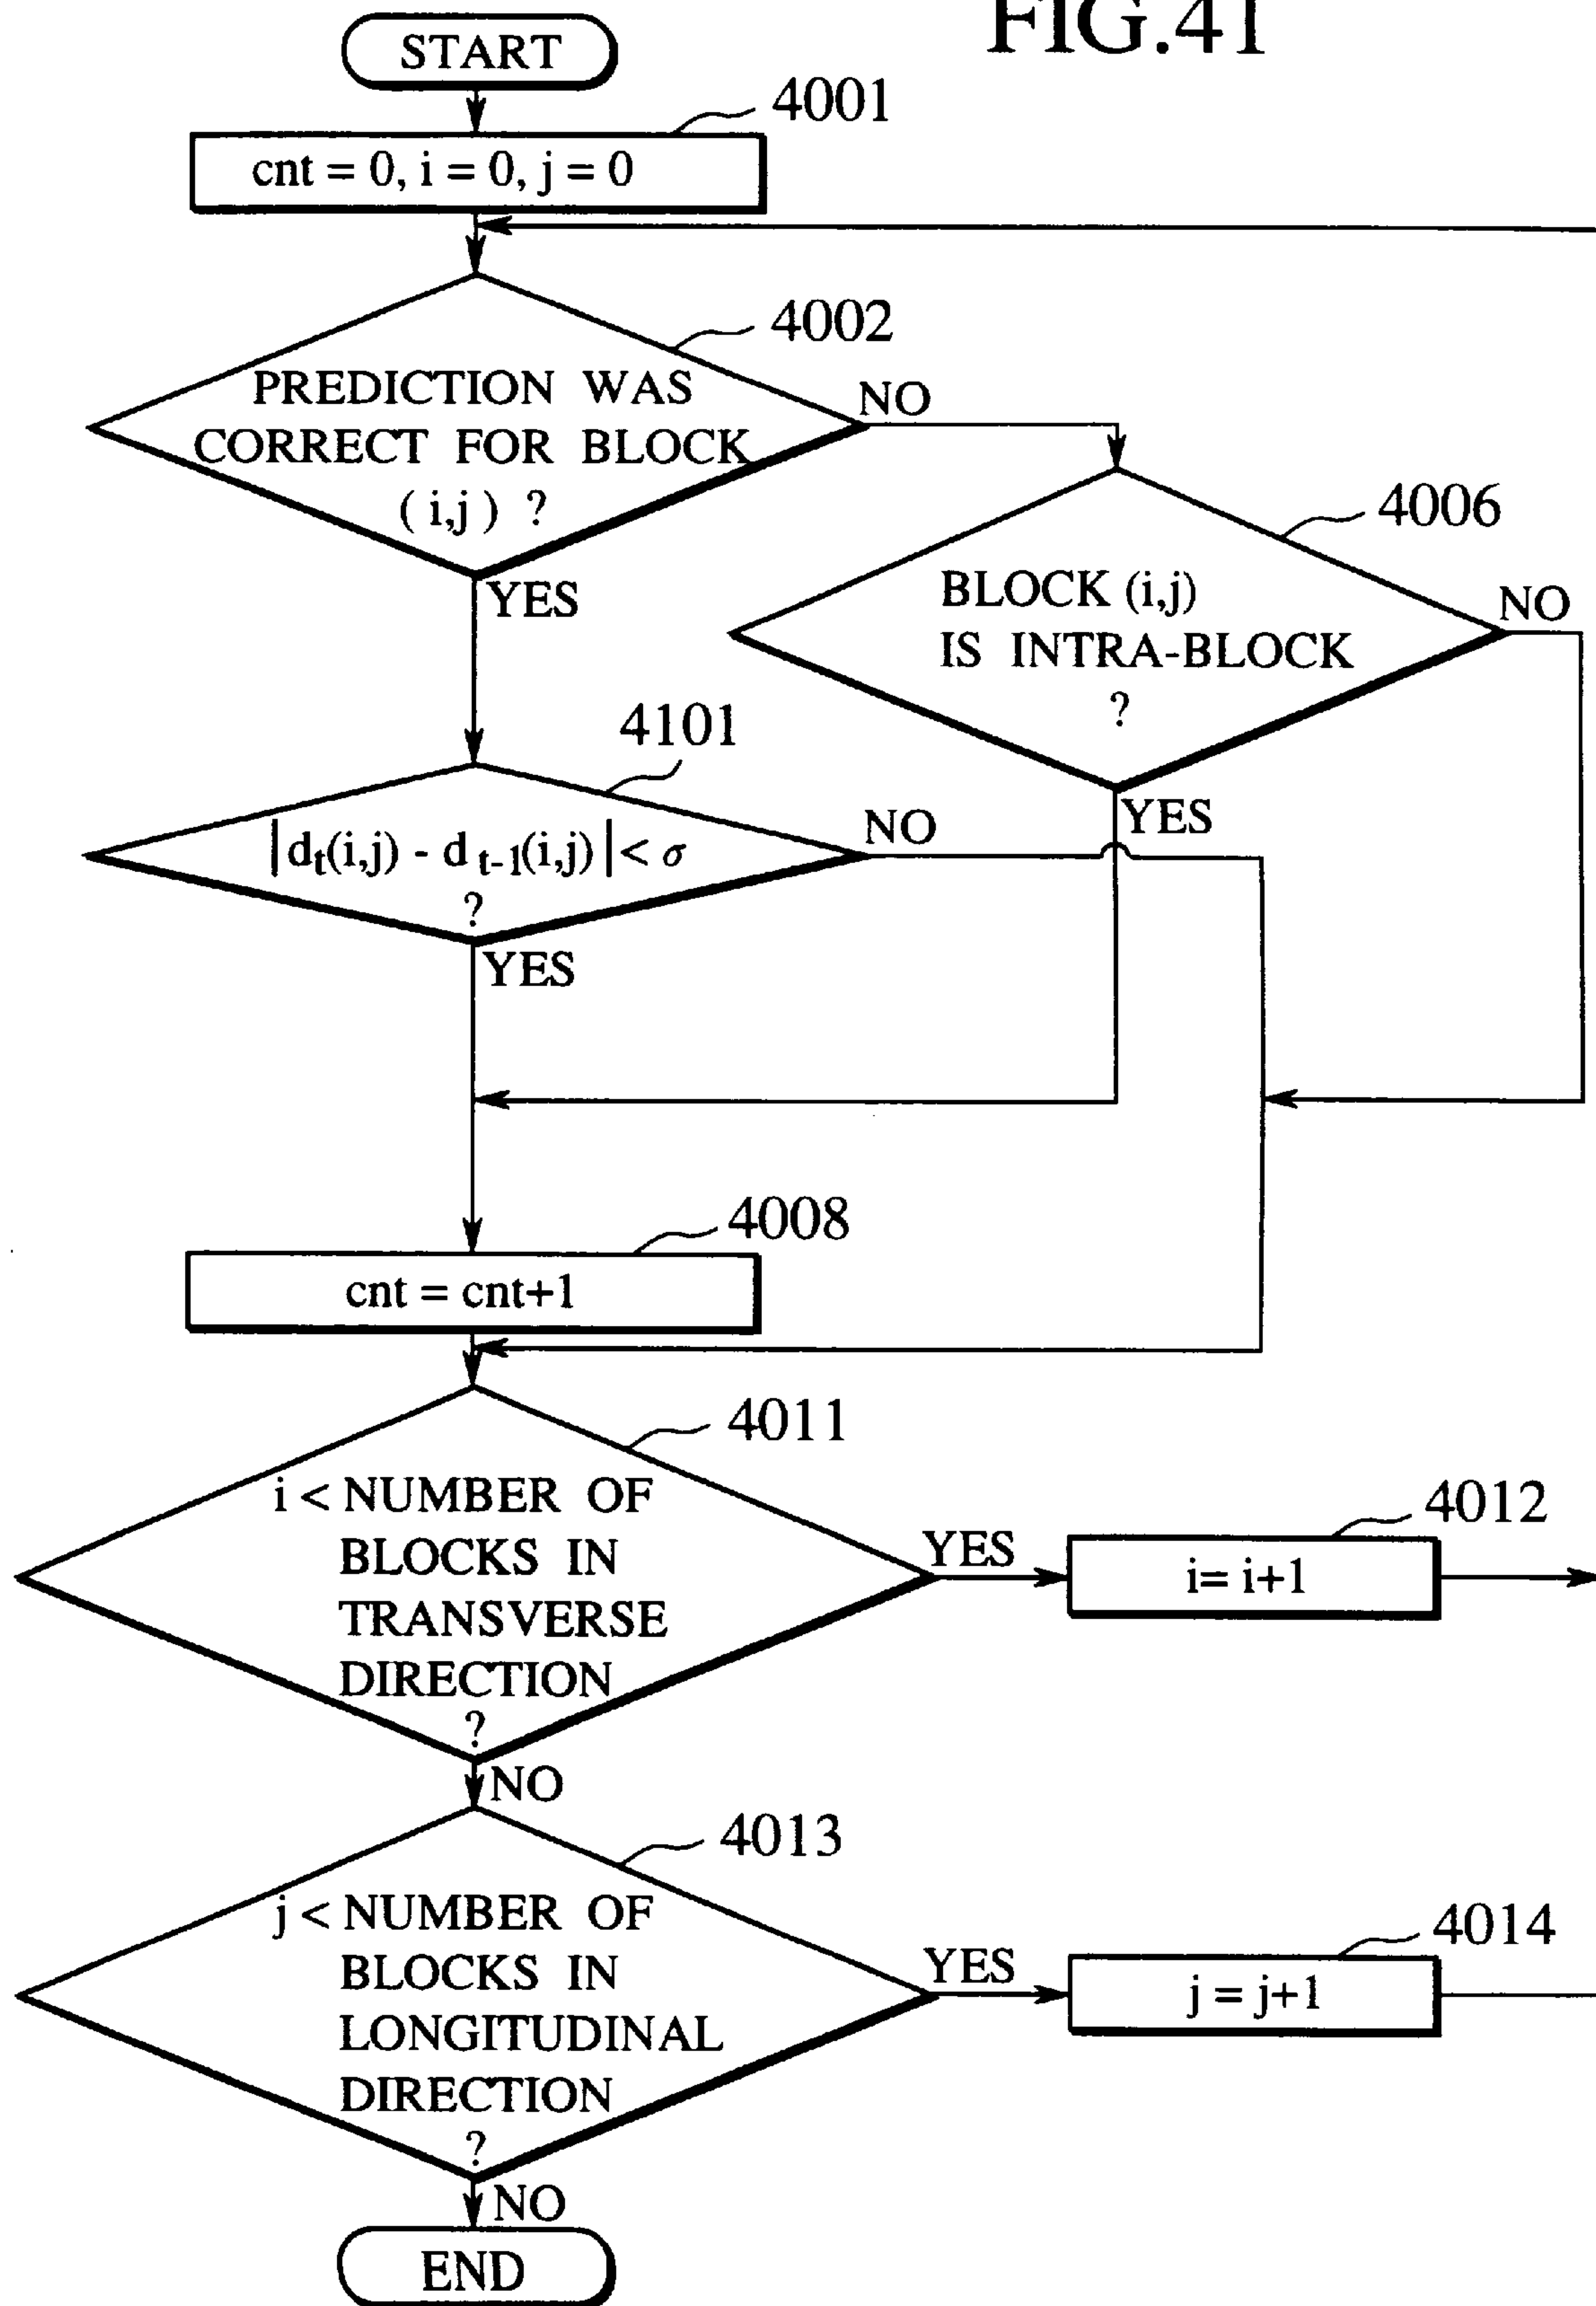 FIG.41
START
4001
cnt = 0, i = 0, j = 0
4002
PREDICTION WAS
CORRECT FOR BLOCK
( i,j ) ?
NO
YES
4006
BLOCK (i,j)
IS INTRA-BLOCK
?
NO
YES
4101
|dt(i,j) - d t-1(i,j)| < σ
?
NO
YES
4008
cnt = cnt+1
4011
i < NUMBER OF
BLOCKS IN
TRANSVERSE
DIRECTION
?
YES
4012
i= i+1
NO
4013
j < NUMBER OF
BLOCKS IN
LONGITUDINAL
DIRECTION
?
YES
4014
j = j+1
NO
END